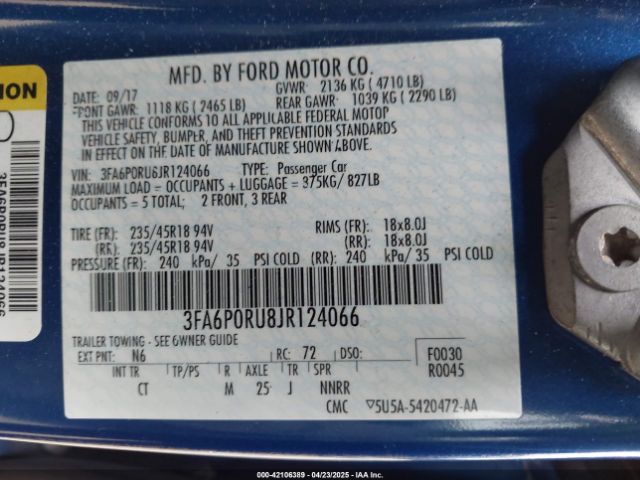 MFD. BY FORD MOTOR CO.
DATE: 09/17 GVWR: 2136 KG ( 4710 LB)
FRONT GAWR: 1118 KG ( 2465 LB) REAR GAWR: 1039 KG ( 2290 LB)
THIS VEHICLE CONFORMS TO ALL APPLICABLE FEDERAL MOTOR
VEHICLE SAFETY, BUMPER, AND THEFT PREVENTION STANDARDS
IN EFFECT ON THE DATE OF MANUFACTURE SHOWN ABOVE.
VIN: 3FA6P0RU8JR124066 TYPE: Passenger Car
MAXIMUM LOAD = OCCUPANTS + LUGGAGE = 375KG/ 827LB
OCCUPANTS = 5 TOTAL; 2 FRONT, 3 REAR
TIRE (FR): 235/45R18 94V RIMS (FR): 18x8.0J
(RR): 235/45R18 94V (RR): 18x8.0J
PRESSURE (FR): 240 kPa/ 35 PSI COLD (RR): 240 kPa/ 35 PSI COLD
3FA6P0RU8JR124066
TRAILER TOWING - SEE OWNER GUIDE
EXT PNT: N6 RC: 72 DSO: F0030
INT TR TP/PS R AXLE TR SPR R0045
CT M 25 J NNRR
CMC ▽5U5A-5420472-AA
ION
3FA6P0RU8JR124066
000-42106389 - 04/23/2025 - IAA, Inc.